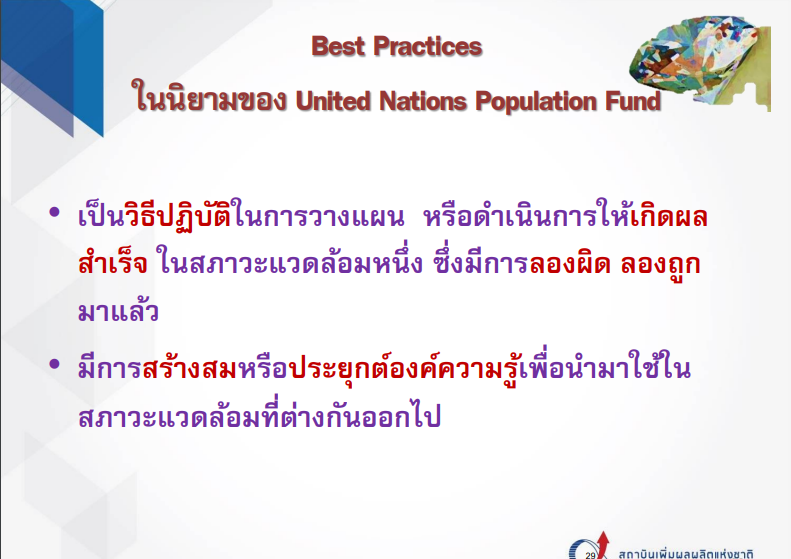 Best Practices
ในนิยามของ United Nations Population Fund
• เป็นวิธีปฏิบัติในการวางแผน หรือดำเนินการให้เกิดผล
สำเร็จ ในสภาวะแวดล้อมหนึ่ง ซึ่งมีการลองผิด ลองถูก
มาแล้ว
• มีการสร้างสมหรือประยุกต์องค์ความรู้เพื่อนำมาใช้ใน
สภาวะแวดล้อมที่ต่างกันออกไป
29
สถาบันเพิ่มผลผลิตแห่งชาติ